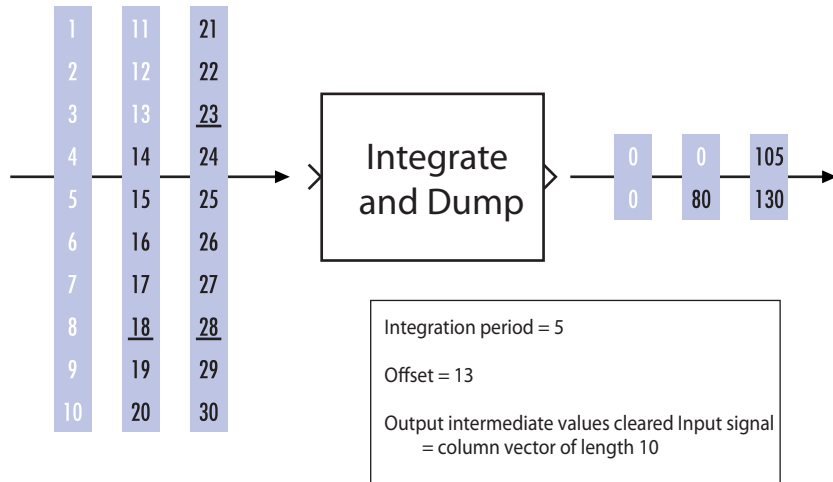 1 11 21
2 12 22
3 13 23
4 14 24
5 15 25
6 16 26
7 17 27
8 18 28
9 19 29
10 20 30
Integrate
and Dump
0 0 105
0 80 130
Integration period = 5
Offset = 13
Output intermediate values cleared Input signal
= column vector of length 10